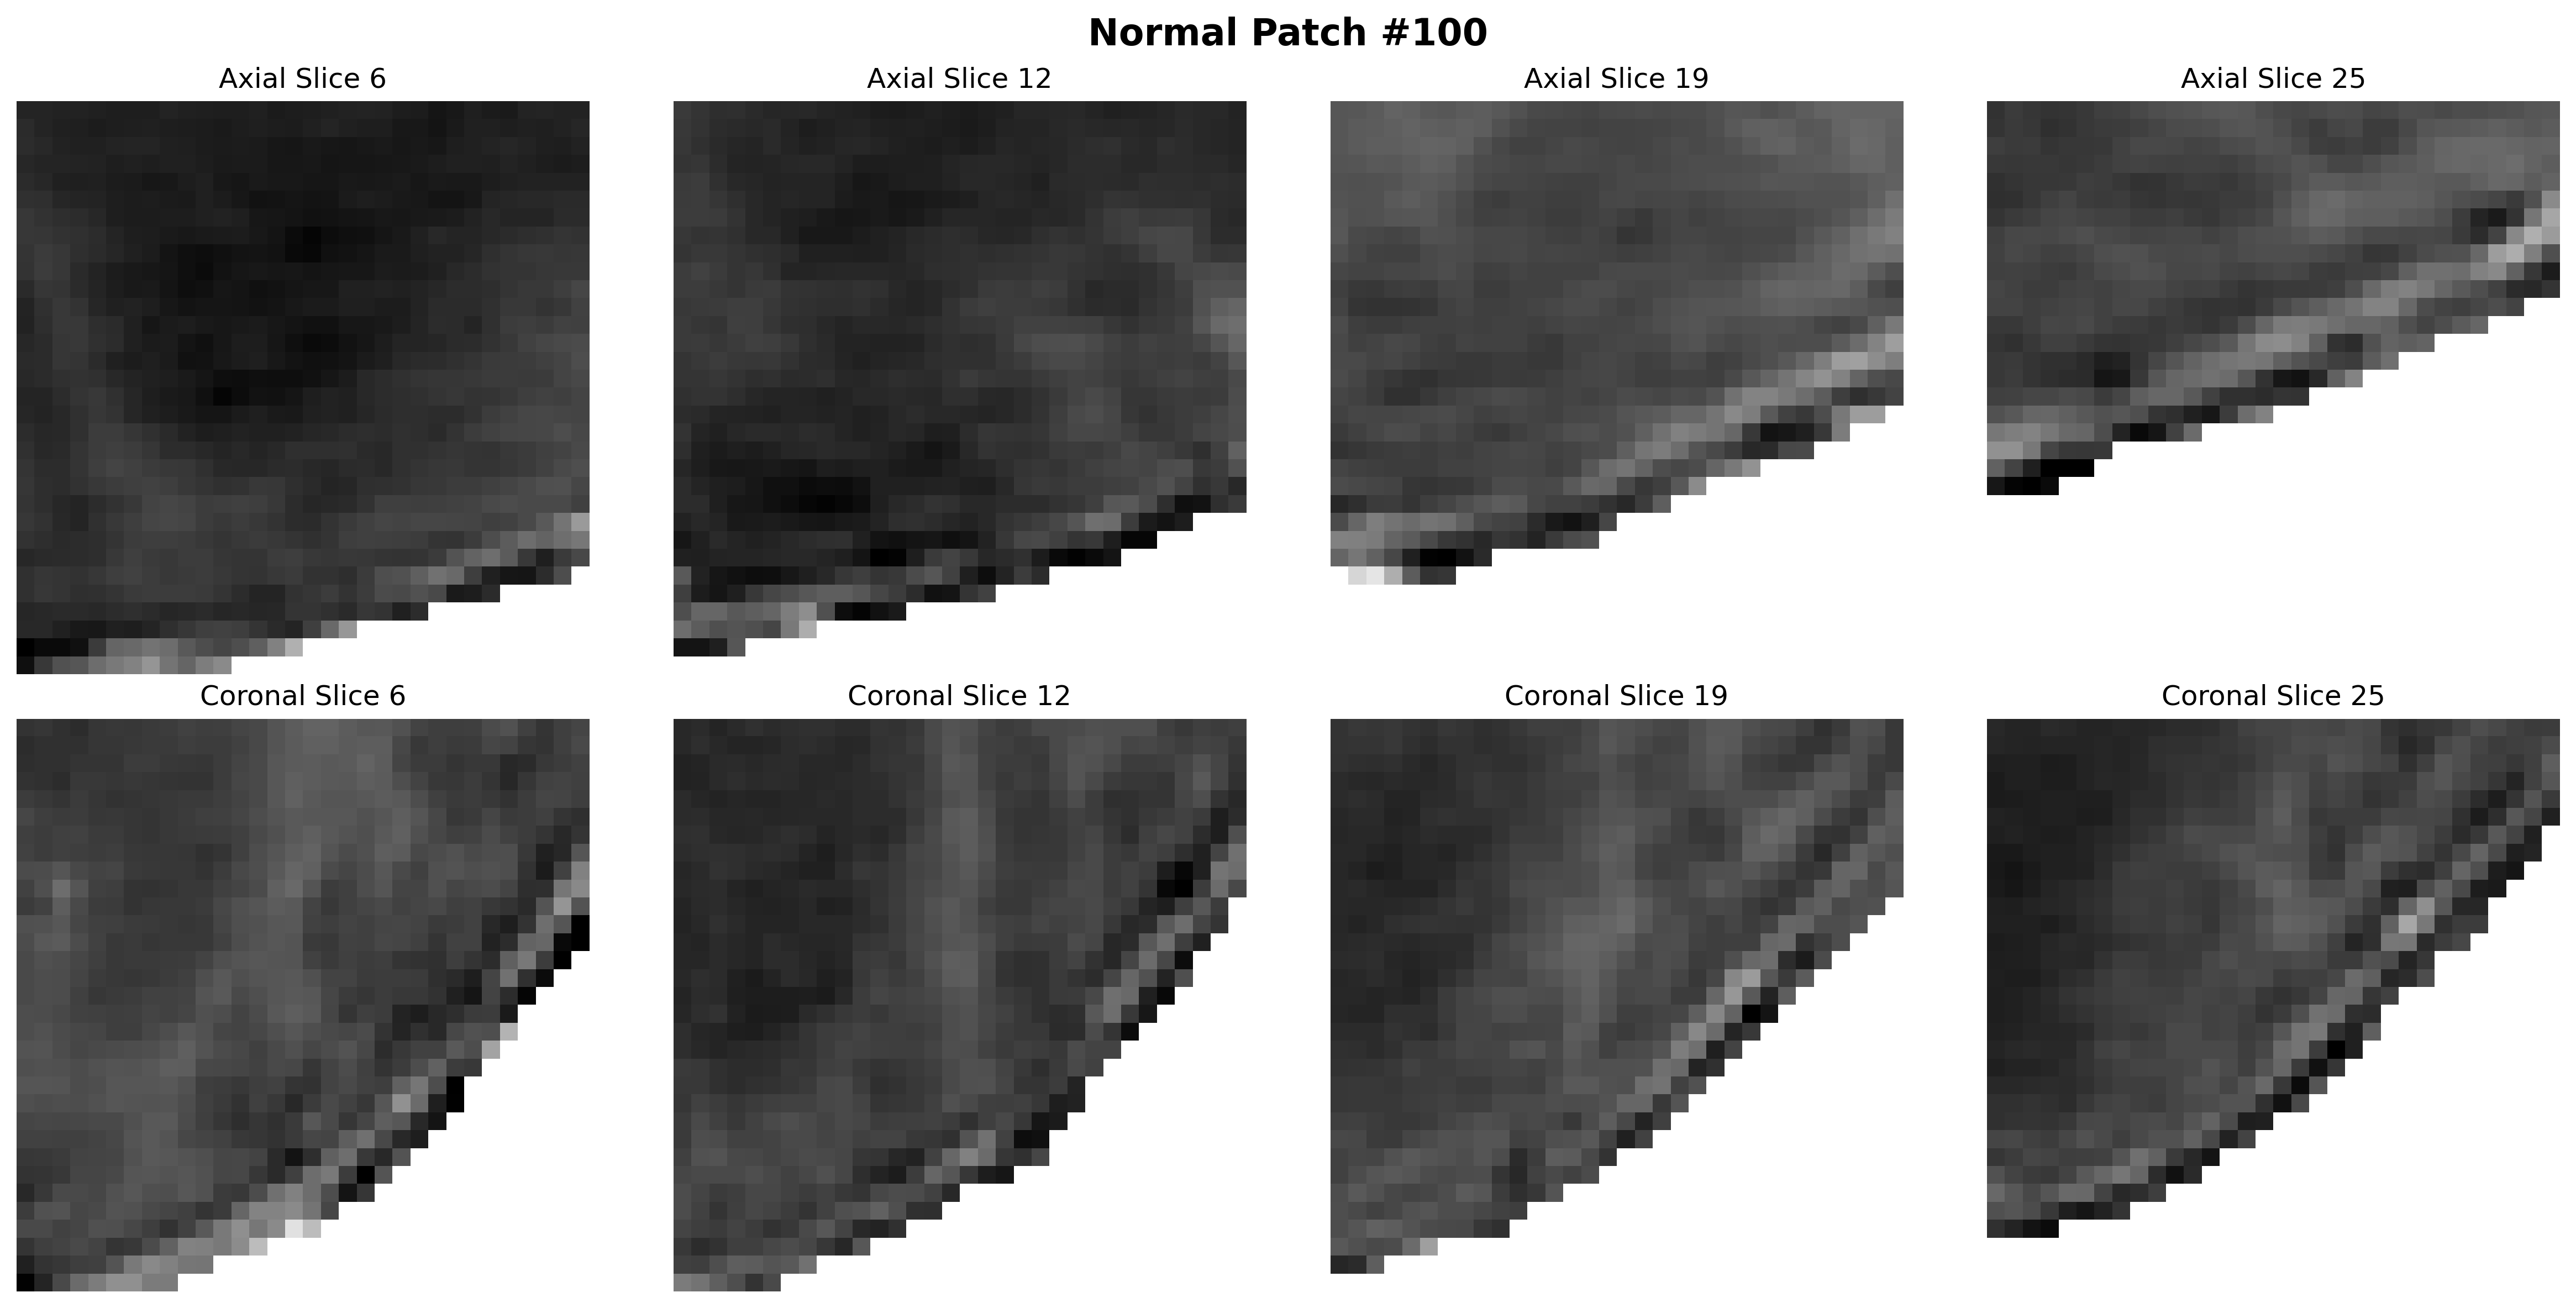 Normal Patch #100
Axial Slice 6
Axial Slice 12
Axial Slice 19
Axial Slice 25
Coronal Slice 6
Coronal Slice 12
Coronal Slice 19
Coronal Slice 25